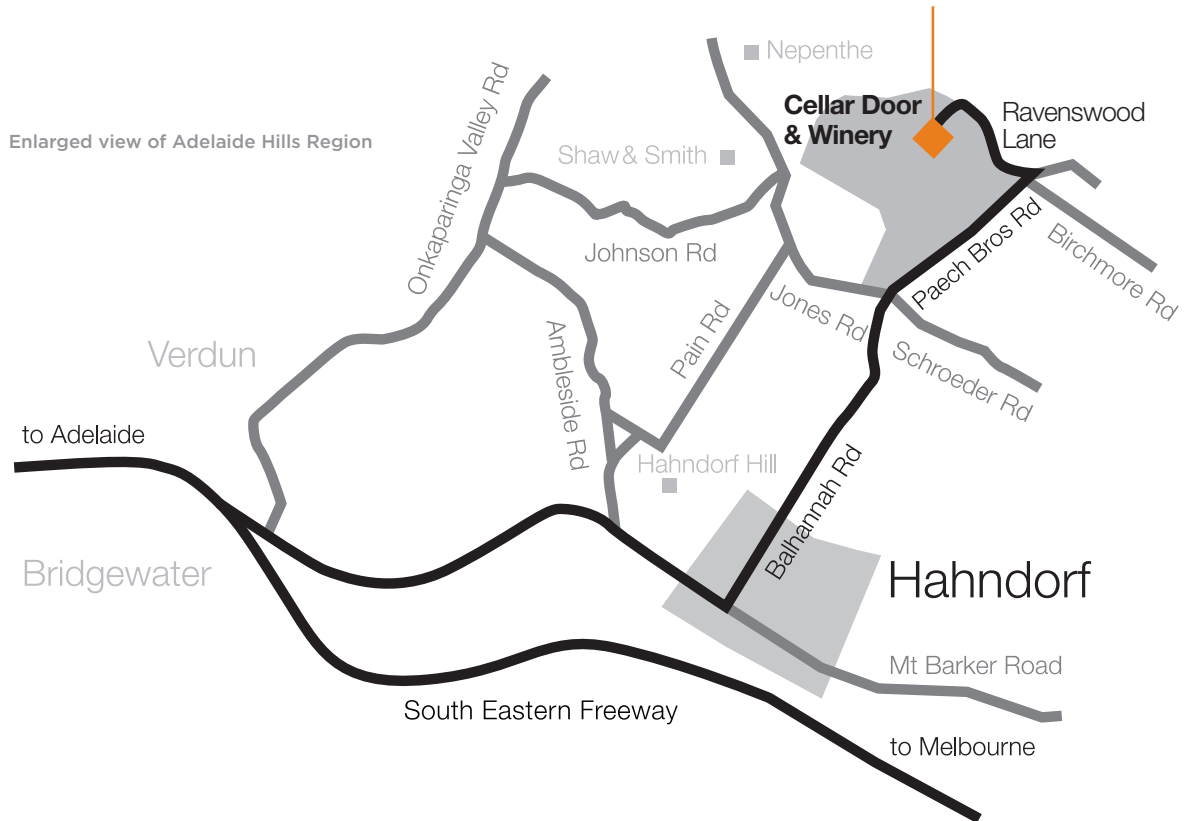 Nepenthe
Cellar Door
& Winery
Ravenswood
Lane
Enlarged view of Adelaide Hills Region
Onkaparinga Valley Rd
Shaw & Smith
Johnson Rd
Paech Bros Rd
Birchmore Rd
Jones Rd
Pain Rd
Schroeder Rd
Ambleside Rd
Verdun
to Adelaide
Hahndorf Hill
Balhannah Rd
Bridgewater
Hahndorf
Mt Barker Road
South Eastern Freeway
to Melbourne